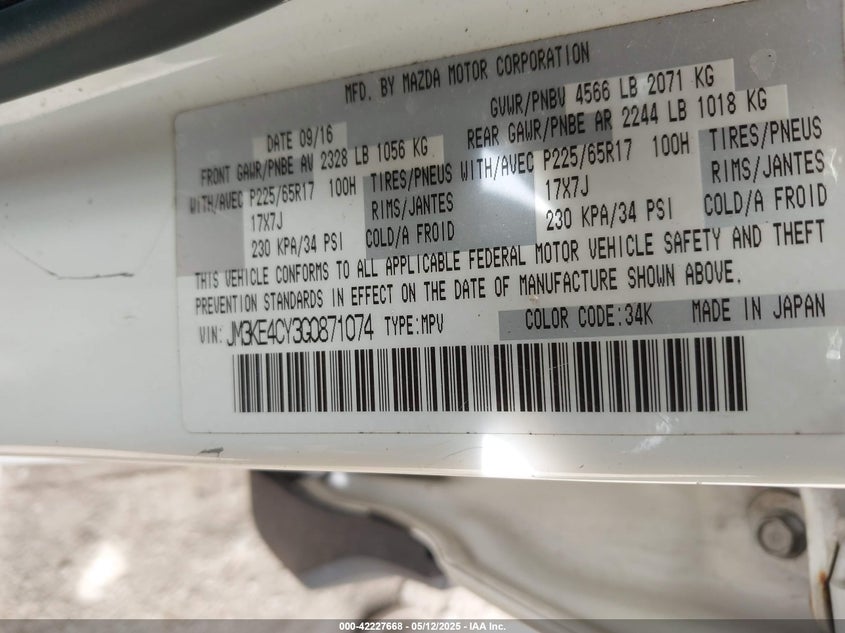 MFD. BY MAZDA MOTOR CORPORATION
DATE 09/16 GVWR/PNBV 4566 LB 2071 KG
FRONT GAWR/PNBE AV 2328 LB 1056 KG REAR GAWR/PNBE AR 2244 LB 1018 KG
WITH/AVEC P225/65R17 100H TIRES/PNEUS WITH/AVEC P225/65R17 100H TIRES/PNEUS
17X7J RIMS/JANTES 17X7J RIMS/JANTES
230 KPA/34 PSI COLD/A FROID 230 KPA/34 PSI COLD/A FROID
THIS VEHICLE CONFORMS TO ALL APPLICABLE FEDERAL MOTOR VEHICLE SAFETY AND THEFT
PREVENTION STANDARDS IN EFFECT ON THE DATE OF MANUFACTURE SHOWN ABOVE.
VIN: JM3KE4CY3G0871074 TYPE:MPV COLOR CODE:34K MADE IN JAPAN
000-42227668 - 05/12/2025 - IAA Inc.